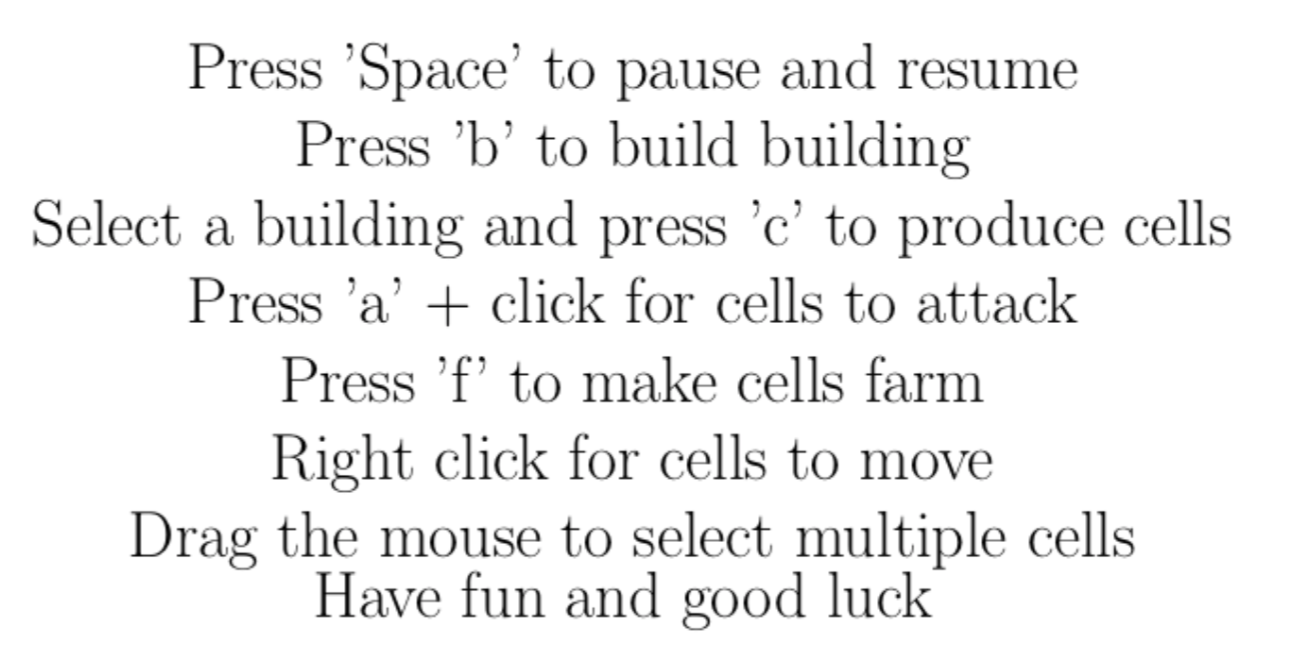 Press ’Space’ to pause and resume
Press ’b’ to build building
Select a building and press ’c’ to produce cells
Press ’a’ + click for cells to attack
Press ’f’ to make cells farm
Right click for cells to move
Drag the mouse to select multiple cells
Have fun and good luck